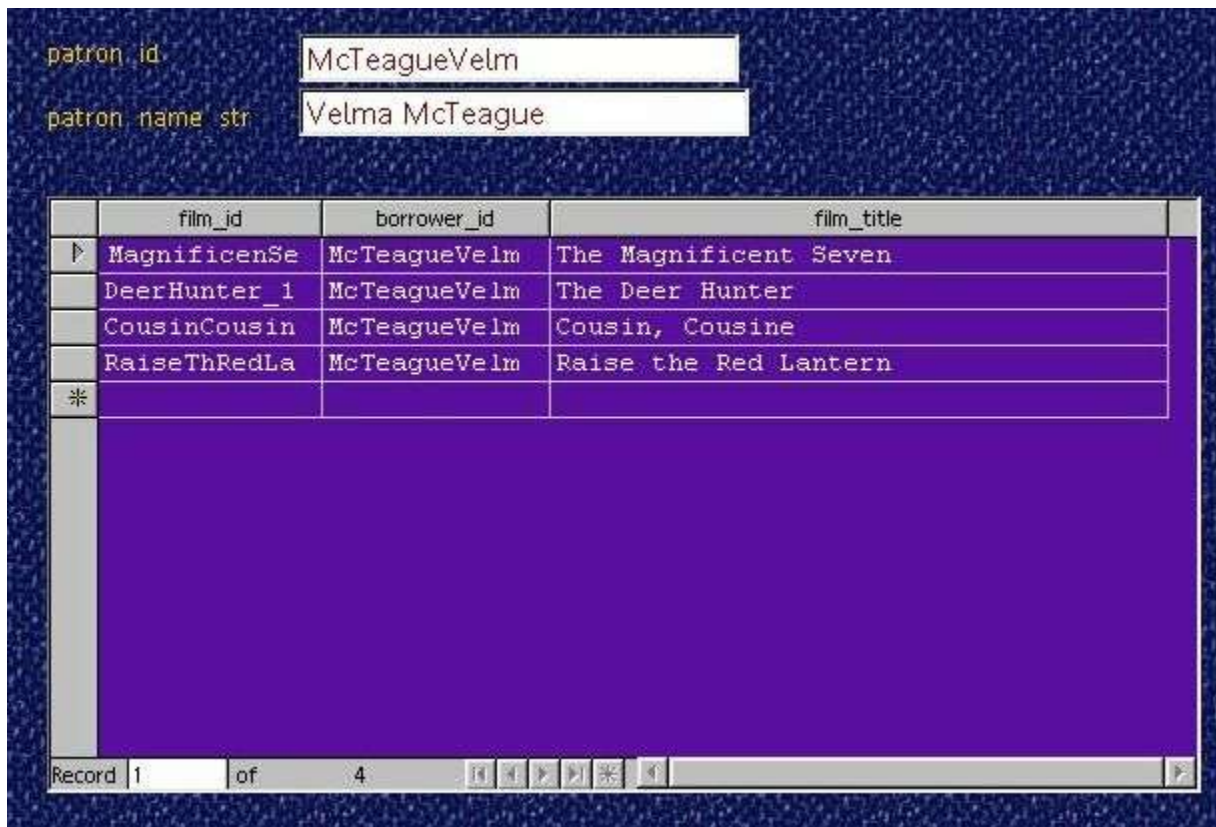 patron id McTeagueVelm
patron name str Velma McTeague
film_id borrower_id film_title
MagnificenSe McTeagueVelm The Magnificent Seven
DeerHunter_1 McTeagueVelm The Deer Hunter
CousinCousin McTeagueVelm Cousin, Cousine
RaiseThRedLa McTeagueVelm Raise the Red Lantern
Record 1 of 4